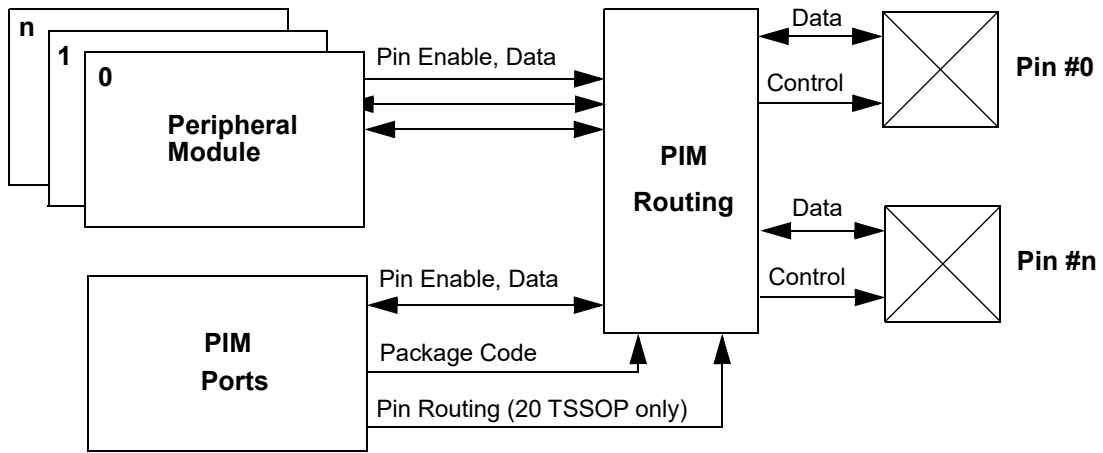 n
1
0
Peripheral
Module
Pin Enable, Data
PIM
Routing
Data
Control
Pin #0
Data
Control
Pin #n
PIM
Ports
Pin Enable, Data
Package Code
Pin Routing (20 TSSOP only)